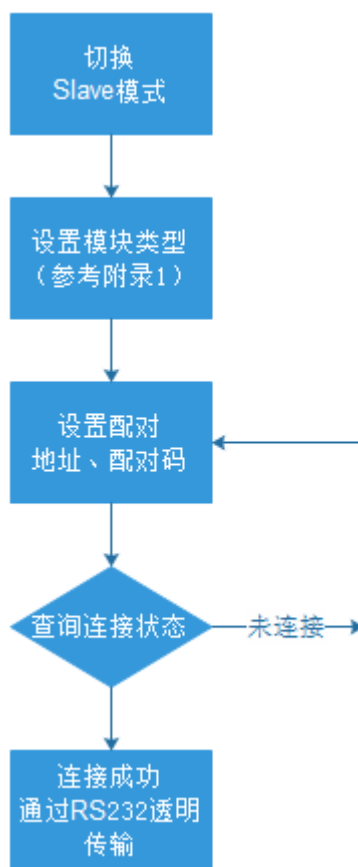 切换
Slave模式
设置模块类型
（参考附录1）
设置配对
地址、配对码
查询连接状态
未连接
连接成功
通过RS232透明
传输